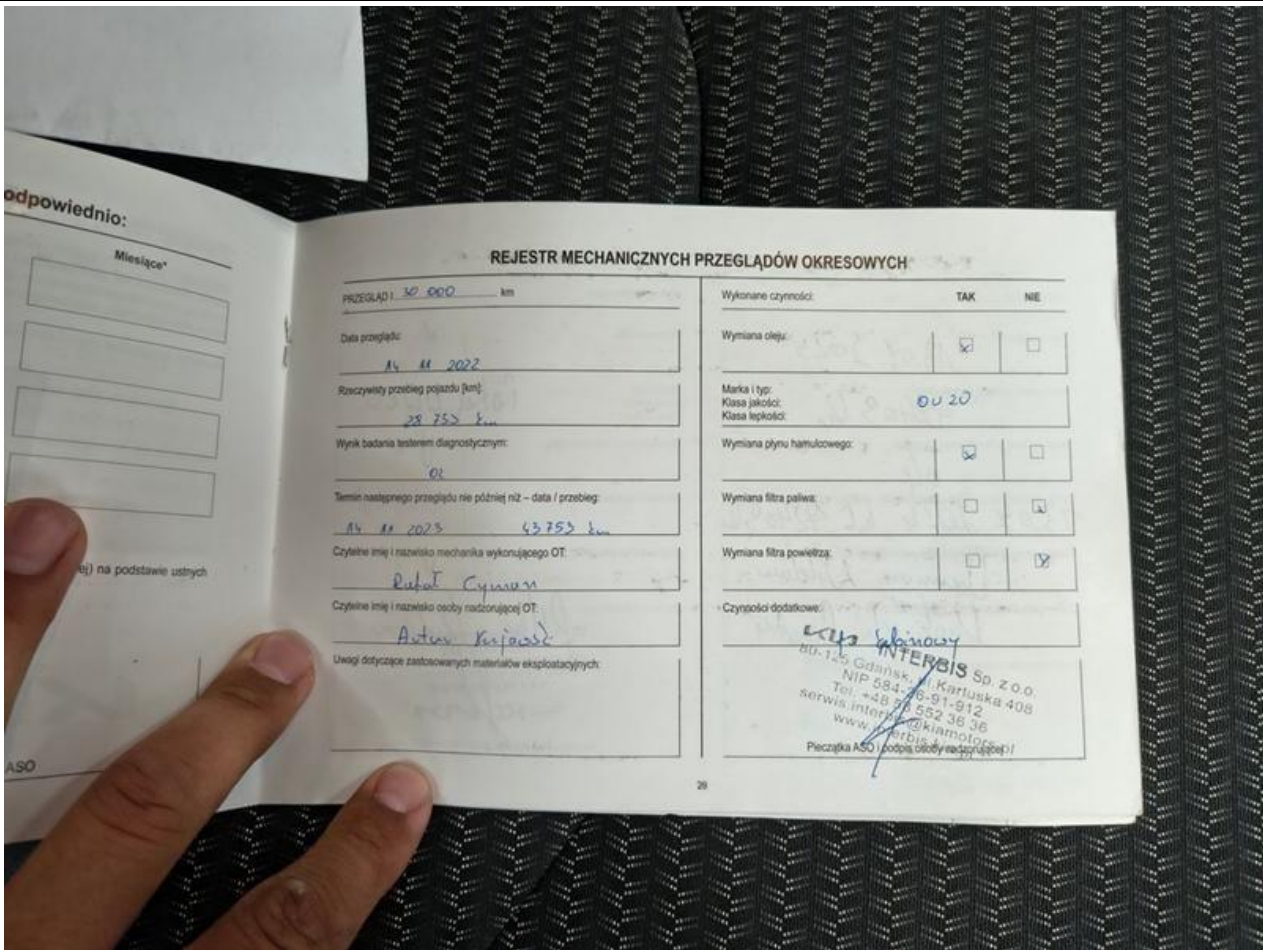 odpowiednio:
Miesiące*
ej) na podstawie ustnych
ASO
REJESTR MECHANICZNYCH PRZEGLĄDÓW OKRESOWYCH
PRZEGLĄD I 30 000 km
Data przeglądu:
14 11 2022
Rzeczywisty przebieg pojazdu [km]:
28 753 km
Wynik badania testerem diagnostycznym:
Termin następnego przeglądu nie później niż – data / przebieg:
14 11 2023 43753 km
Czytelne imię i nazwisko mechanika wykonującego OT:
Rafał Cyman
Czytelne imię i nazwisko osoby nadzorującej OT:
Artur
Uwagi dotyczące zastosowanych materiałów eksploatacyjnych:
Wykonane czynności: TAK NIE
Wymiana oleju:
Marka i typ:
Klasa jakości:
Klasa lepkości:
0W20
Wymiana płynu hamulcowego:
Wymiana filtra paliwa:
Wymiana filtra powietrza:
Czynności dodatkowe:
kabinowy
INTERBIS Sp. z o.o.
80-125 Gdańsk, ul. Kartuska 408
NIP 584- -91-912
Tel. +48 58 552 36 36
serwis.interbis@kiamotors.pl
Pieczątka ASO i podpis osoby nadzorującej
29